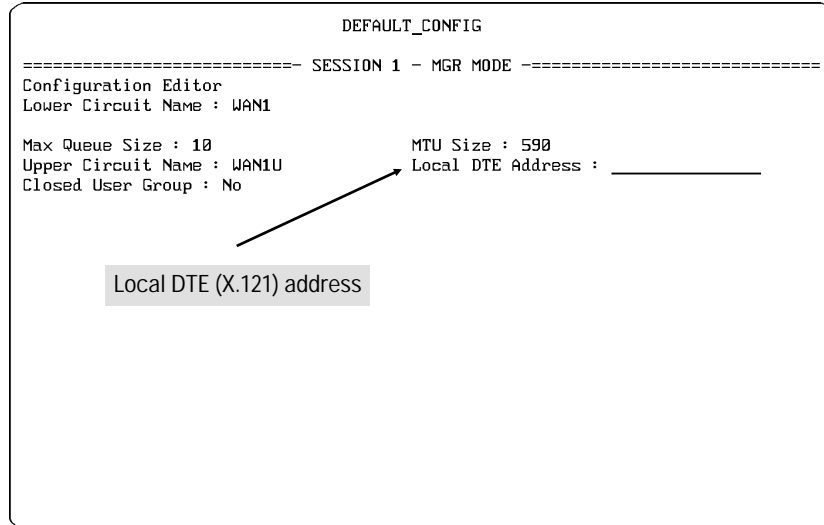 DEFAULT_CONFIG
===========================- SESSION 1 - MGR MODE -=============================
Configuration Editor
Lower Circuit Name : WAN1
Max Queue Size : 10 MTU Size : 590
Upper Circuit Name : WAN1U Local DTE Address : _______________
Closed User Group : No
Local DTE (X.121) address